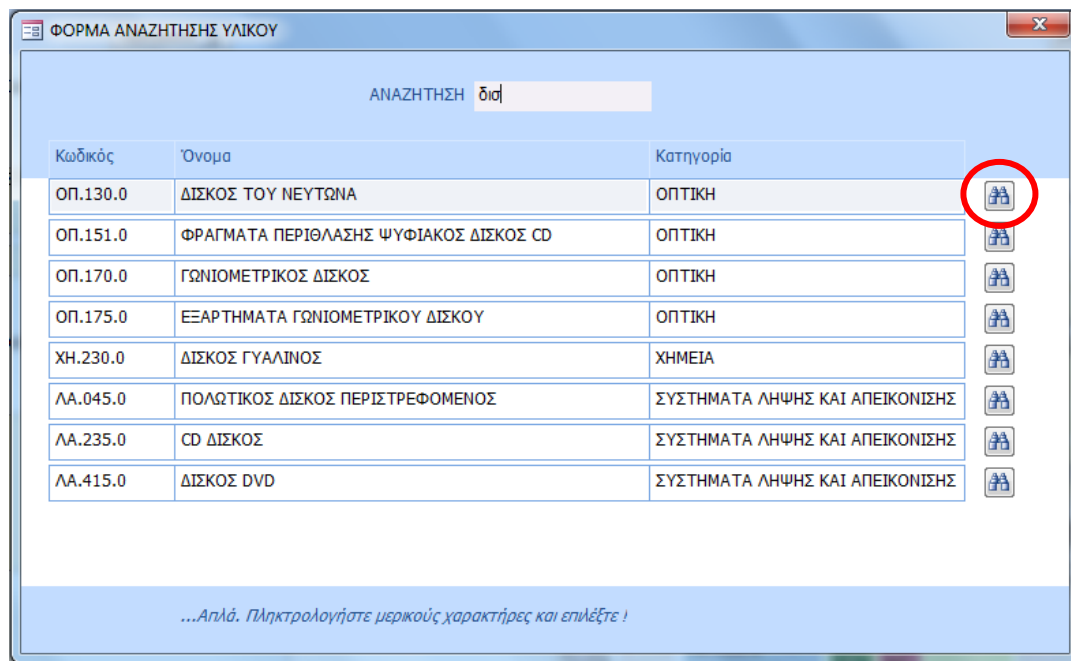 ΦΟΡΜΑ ΑΝΑΖΗΤΗΣΗΣ ΥΛΙΚΟΥ
ΑΝΑΖΗΤΗΣΗ δισ
Κωδικός Όνομα Κατηγορία
ΟΠ.130.0 ΔΙΣΚΟΣ ΤΟΥ ΝΕΥΤΩΝΑ ΟΠΤΙΚΗ
ΟΠ.151.0 ΦΡΑΓΜΑΤΑ ΠΕΡΙΘΛΑΣΗΣ ΨΥΦΙΑΚΟΣ ΔΙΣΚΟΣ CD ΟΠΤΙΚΗ
ΟΠ.170.0 ΓΩΝΙΟΜΕΤΡΙΚΟΣ ΔΙΣΚΟΣ ΟΠΤΙΚΗ
ΟΠ.175.0 ΕΞΑΡΤΗΜΑΤΑ ΓΩΝΙΟΜΕΤΡΙΚΟΥ ΔΙΣΚΟΥ ΟΠΤΙΚΗ
ΧΗ.230.0 ΔΙΣΚΟΣ ΓΥΑΛΙΝΟΣ ΧΗΜΕΙΑ
ΛΑ.045.0 ΠΟΛΩΤΙΚΟΣ ΔΙΣΚΟΣ ΠΕΡΙΣΤΡΕΦΟΜΕΝΟΣ ΣΥΣΤΗΜΑΤΑ ΛΗΨΗΣ ΚΑΙ ΑΠΕΙΚΟΝΙΣΗΣ
ΛΑ.235.0 CD ΔΙΣΚΟΣ ΣΥΣΤΗΜΑΤΑ ΛΗΨΗΣ ΚΑΙ ΑΠΕΙΚΟΝΙΣΗΣ
ΛΑ.415.0 ΔΙΣΚΟΣ DVD ΣΥΣΤΗΜΑΤΑ ΛΗΨΗΣ ΚΑΙ ΑΠΕΙΚΟΝΙΣΗΣ
...Απλά. Πληκτρολογήστε μερικούς χαρακτήρες και επιλέξτε !